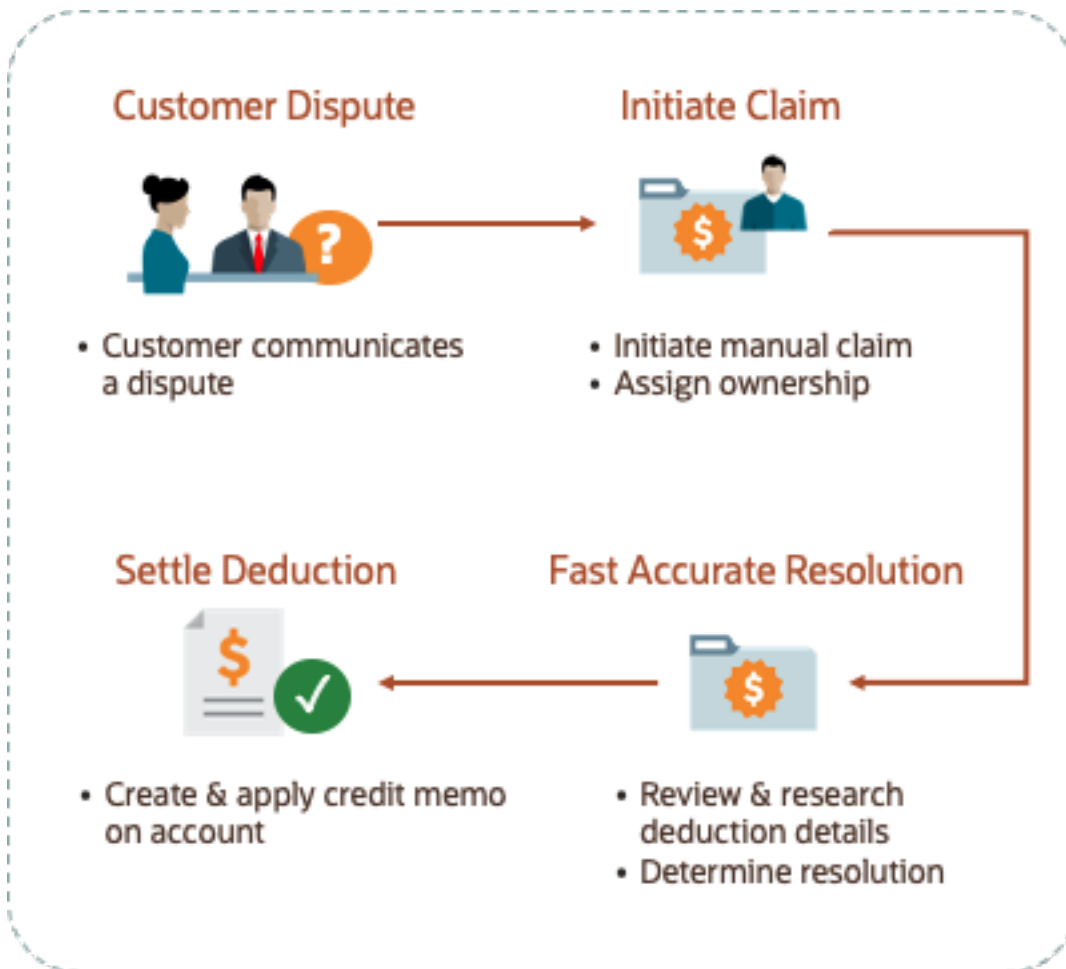 Customer Dispute
Initiate Claim
?
$
• Customer communicates
a dispute
• Initiate manual claim
• Assign ownership
Settle Deduction
Fast Accurate Resolution
$
$
• Create & apply credit memo
on account
• Review & research
deduction details
• Determine resolution